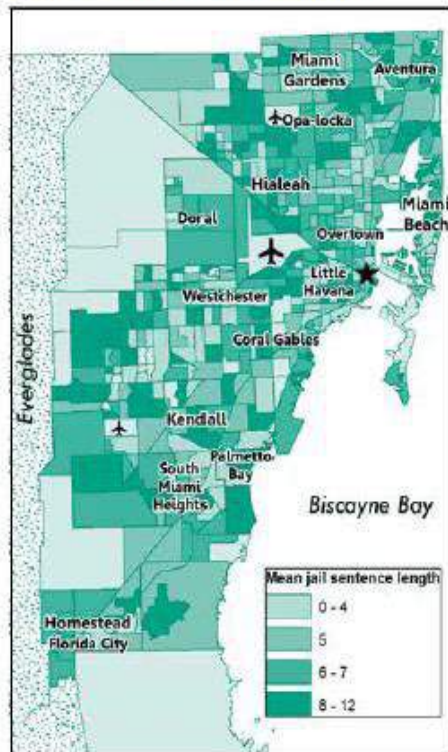 Miami
Gardens
Aventura
Opa-locka
Hialeah
Miami
Beach
Doral
Overtown
Little
Havana
Westchester
Coral Gables
Everglades
Kendiall
Palmetto
Bay
South
Miami
Heights
Biscayne Bay
Homestead
Florida City
Mean jail sentence length
0 - 4
5
6 - 7
8 - 12